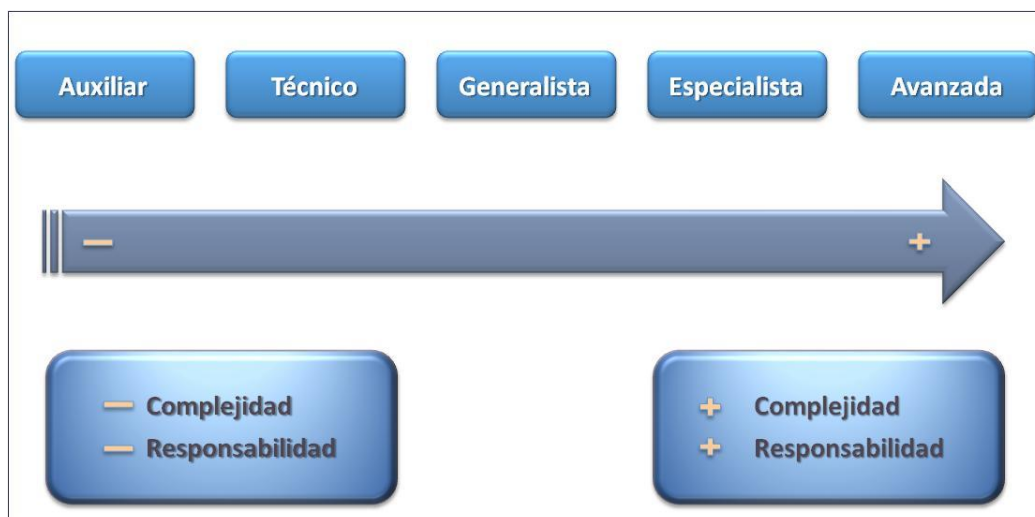 Auxiliar
Técnico
Generalista
Especialista
Avanzada
— +
— Complejidad
— Responsabilidad
+ Complejidad
+ Responsabilidad